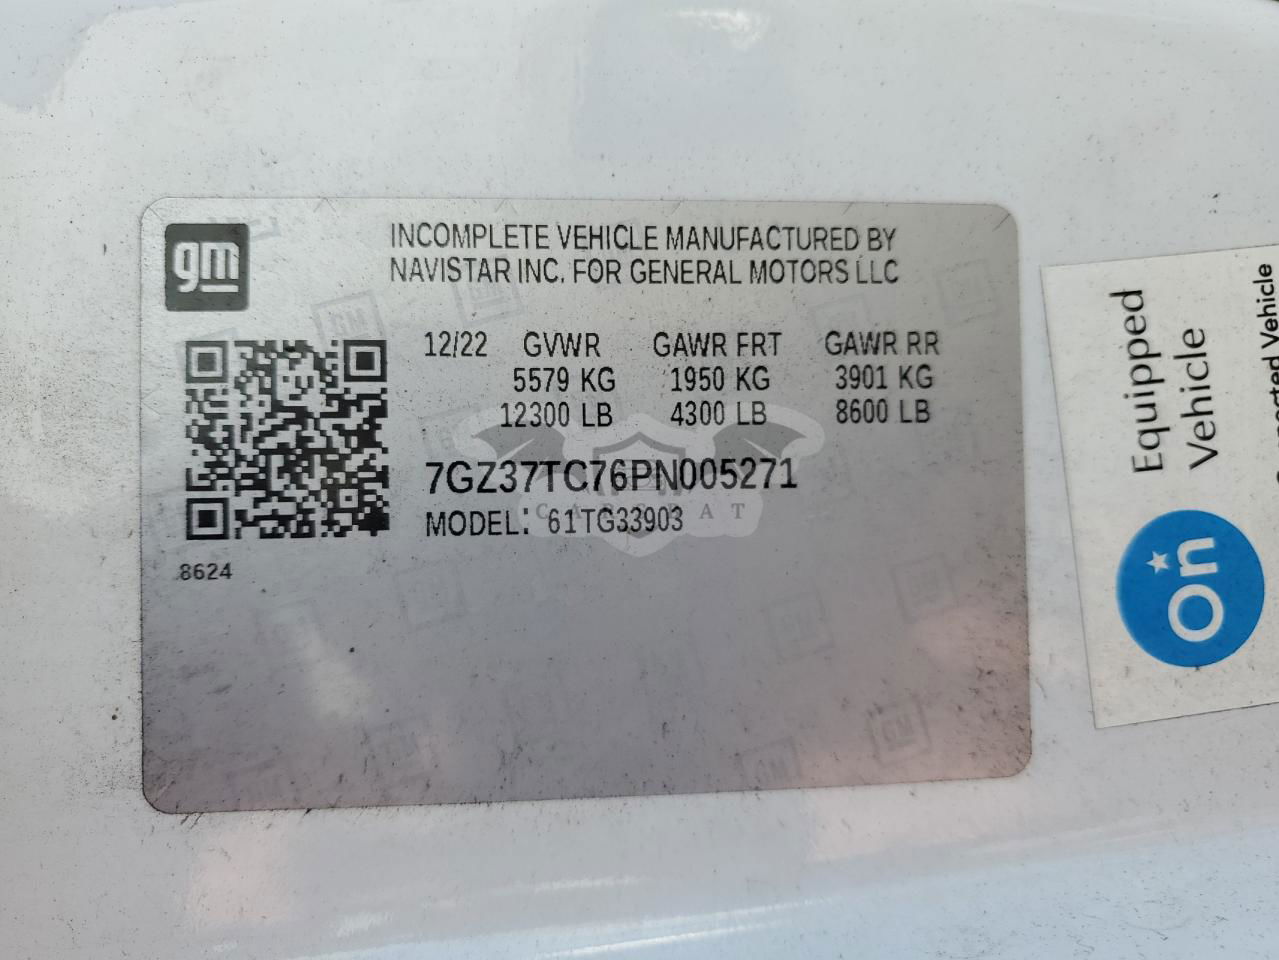 gm
INCOMPLETE VEHICLE MANUFACTURED BY
NAVISTAR INC. FOR GENERAL MOTORS LLC
12/22 GVWR GAWR FRT GAWR RR
5579 KG 1950 KG 3901 KG
12300 LB 4300 LB 8600 LB
7GZ37TC76PN005271
MODEL: 61TG33903
8624
Equipped
Vehicle
Vehicle
On